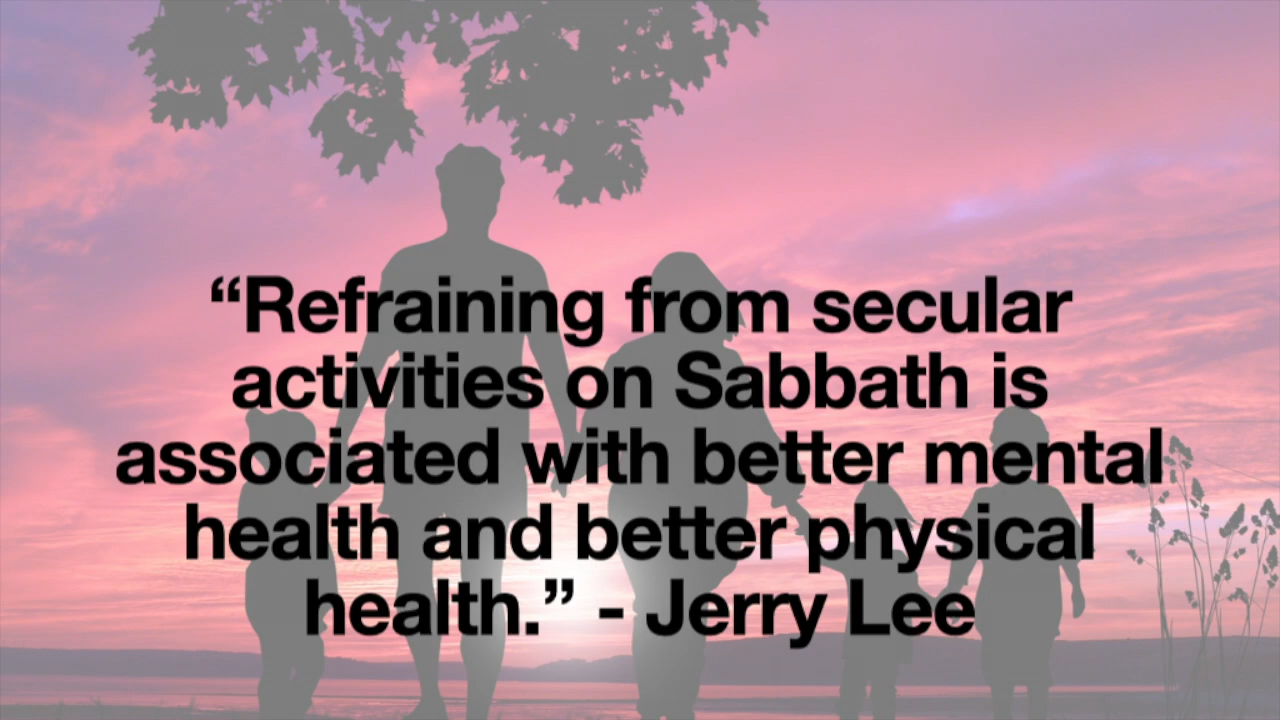 “Refraining from secular
activities on Sabbath is
associated with better mental
health and better physical
health.” - Jerry Lee